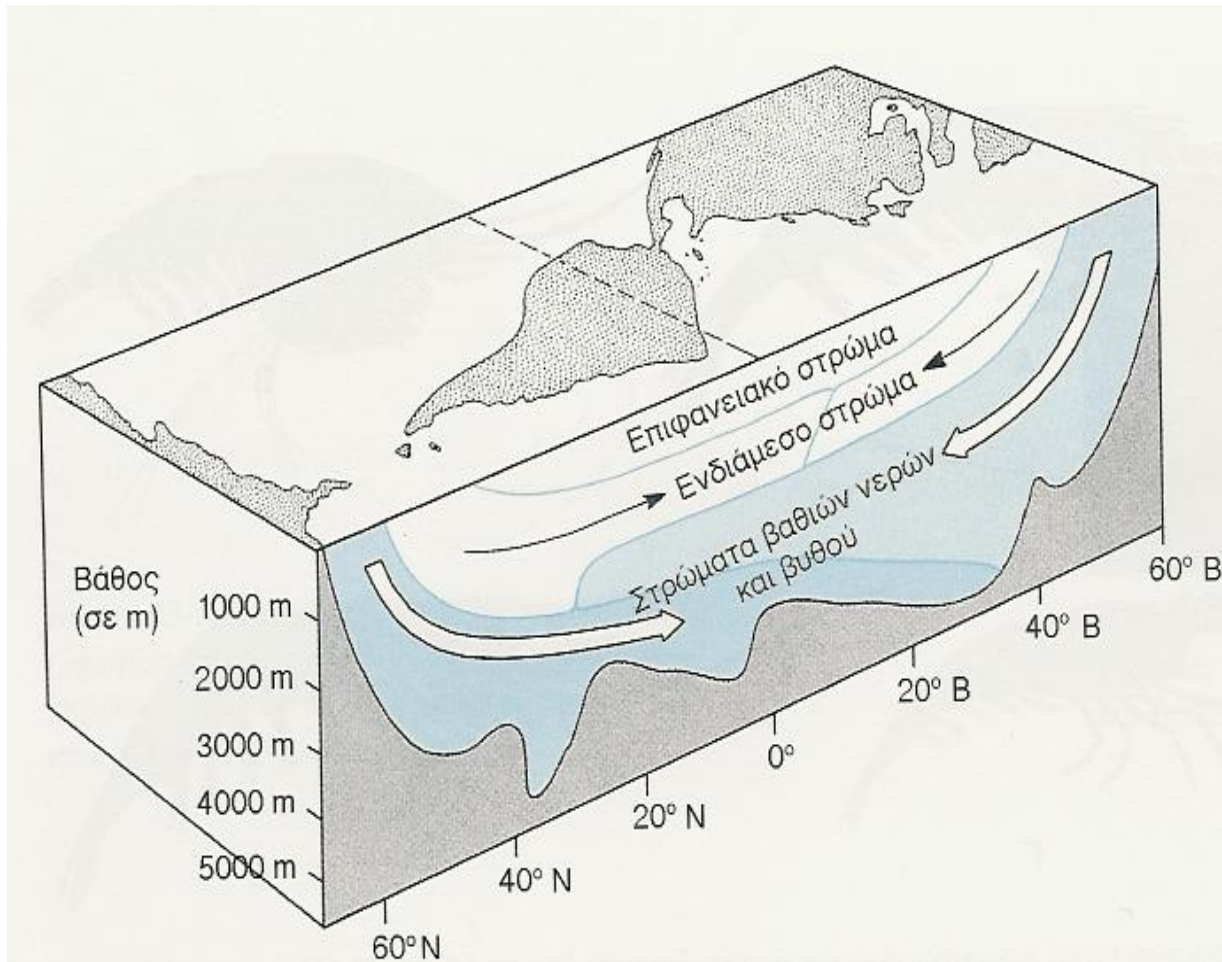 Επιφανειακό στρώμα
Ενδιάμεσο στρώμα
Στρώματα βαθιών νερών
και βυθού
Βάθος
(σε m)
1000 m
2000 m
3000 m
4000 m
5000 m
60° N
40° N
20° N
0°
20° Β
40° Β
60° Β